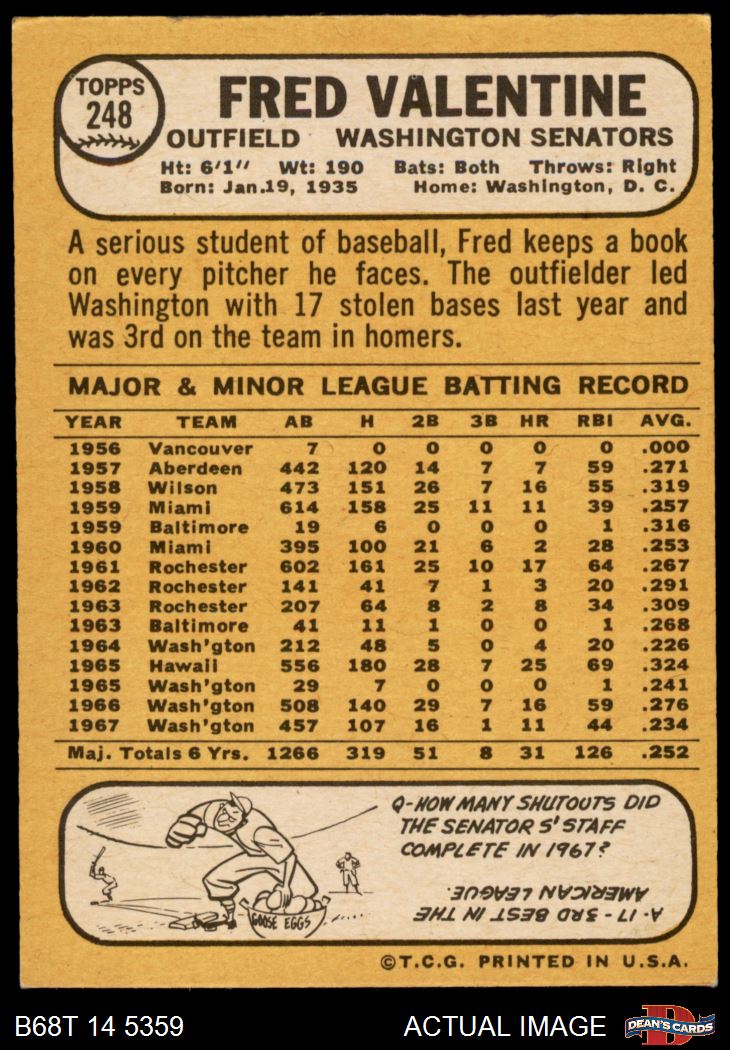 TOPPS
248
FRED VALENTINE
OUTFIELD WASHINGTON SENATORS
Ht: 6'1" Wt: 190 Bats: Both Throws: Right
Born: Jan.19, 1935 Home: Washington, D. C.
A serious student of baseball, Fred keeps a book
on every pitcher he faces. The outfielder led
Washington with 17 stolen bases last year and
was 3rd on the team in homers.
MAJOR & MINOR LEAGUE BATTING RECORD
YEAR TEAM AB H 2B 3B HR RBI AVG.
1956 Vancouver 7 0 0 0 0 0 .000
1957 Aberdeen 442 120 14 7 7 59 .271
1958 Wilson 473 151 26 7 16 55 .319
1959 Miami 614 158 25 11 11 39 .257
1959 Baltimore 19 6 0 0 0 1 .316
1960 Miami 395 100 21 6 2 28 .253
1961 Rochester 602 161 25 10 17 64 .267
1962 Rochester 141 41 7 1 3 20 .291
1963 Rochester 207 64 8 2 8 34 .309
1963 Baltimore 41 11 1 0 0 1 .268
1964 Wash'gton 212 48 5 0 4 20 .226
1965 Hawaii 556 180 28 7 25 69 .324
1965 Wash'gton 29 7 0 0 0 1 .241
1966 Wash'gton 508 140 29 7 16 59 .276
1967 Wash'gton 457 107 16 1 11 44 .234
Maj. Totals 6 Yrs. 1266 319 51 8 31 126 .252
Q-HOW MANY SHUTOUTS DID
THE SENATOR S' STAFF
COMPLETE IN 1967?
A-17-3RD BEST IN THE
AMERICAN LEAGUE.
GOOSE EGGS
©T.C.G. PRINTED IN U.S.A.
B68T 14 5359 ACTUAL IMAGE
D
DEAN'S CARDS